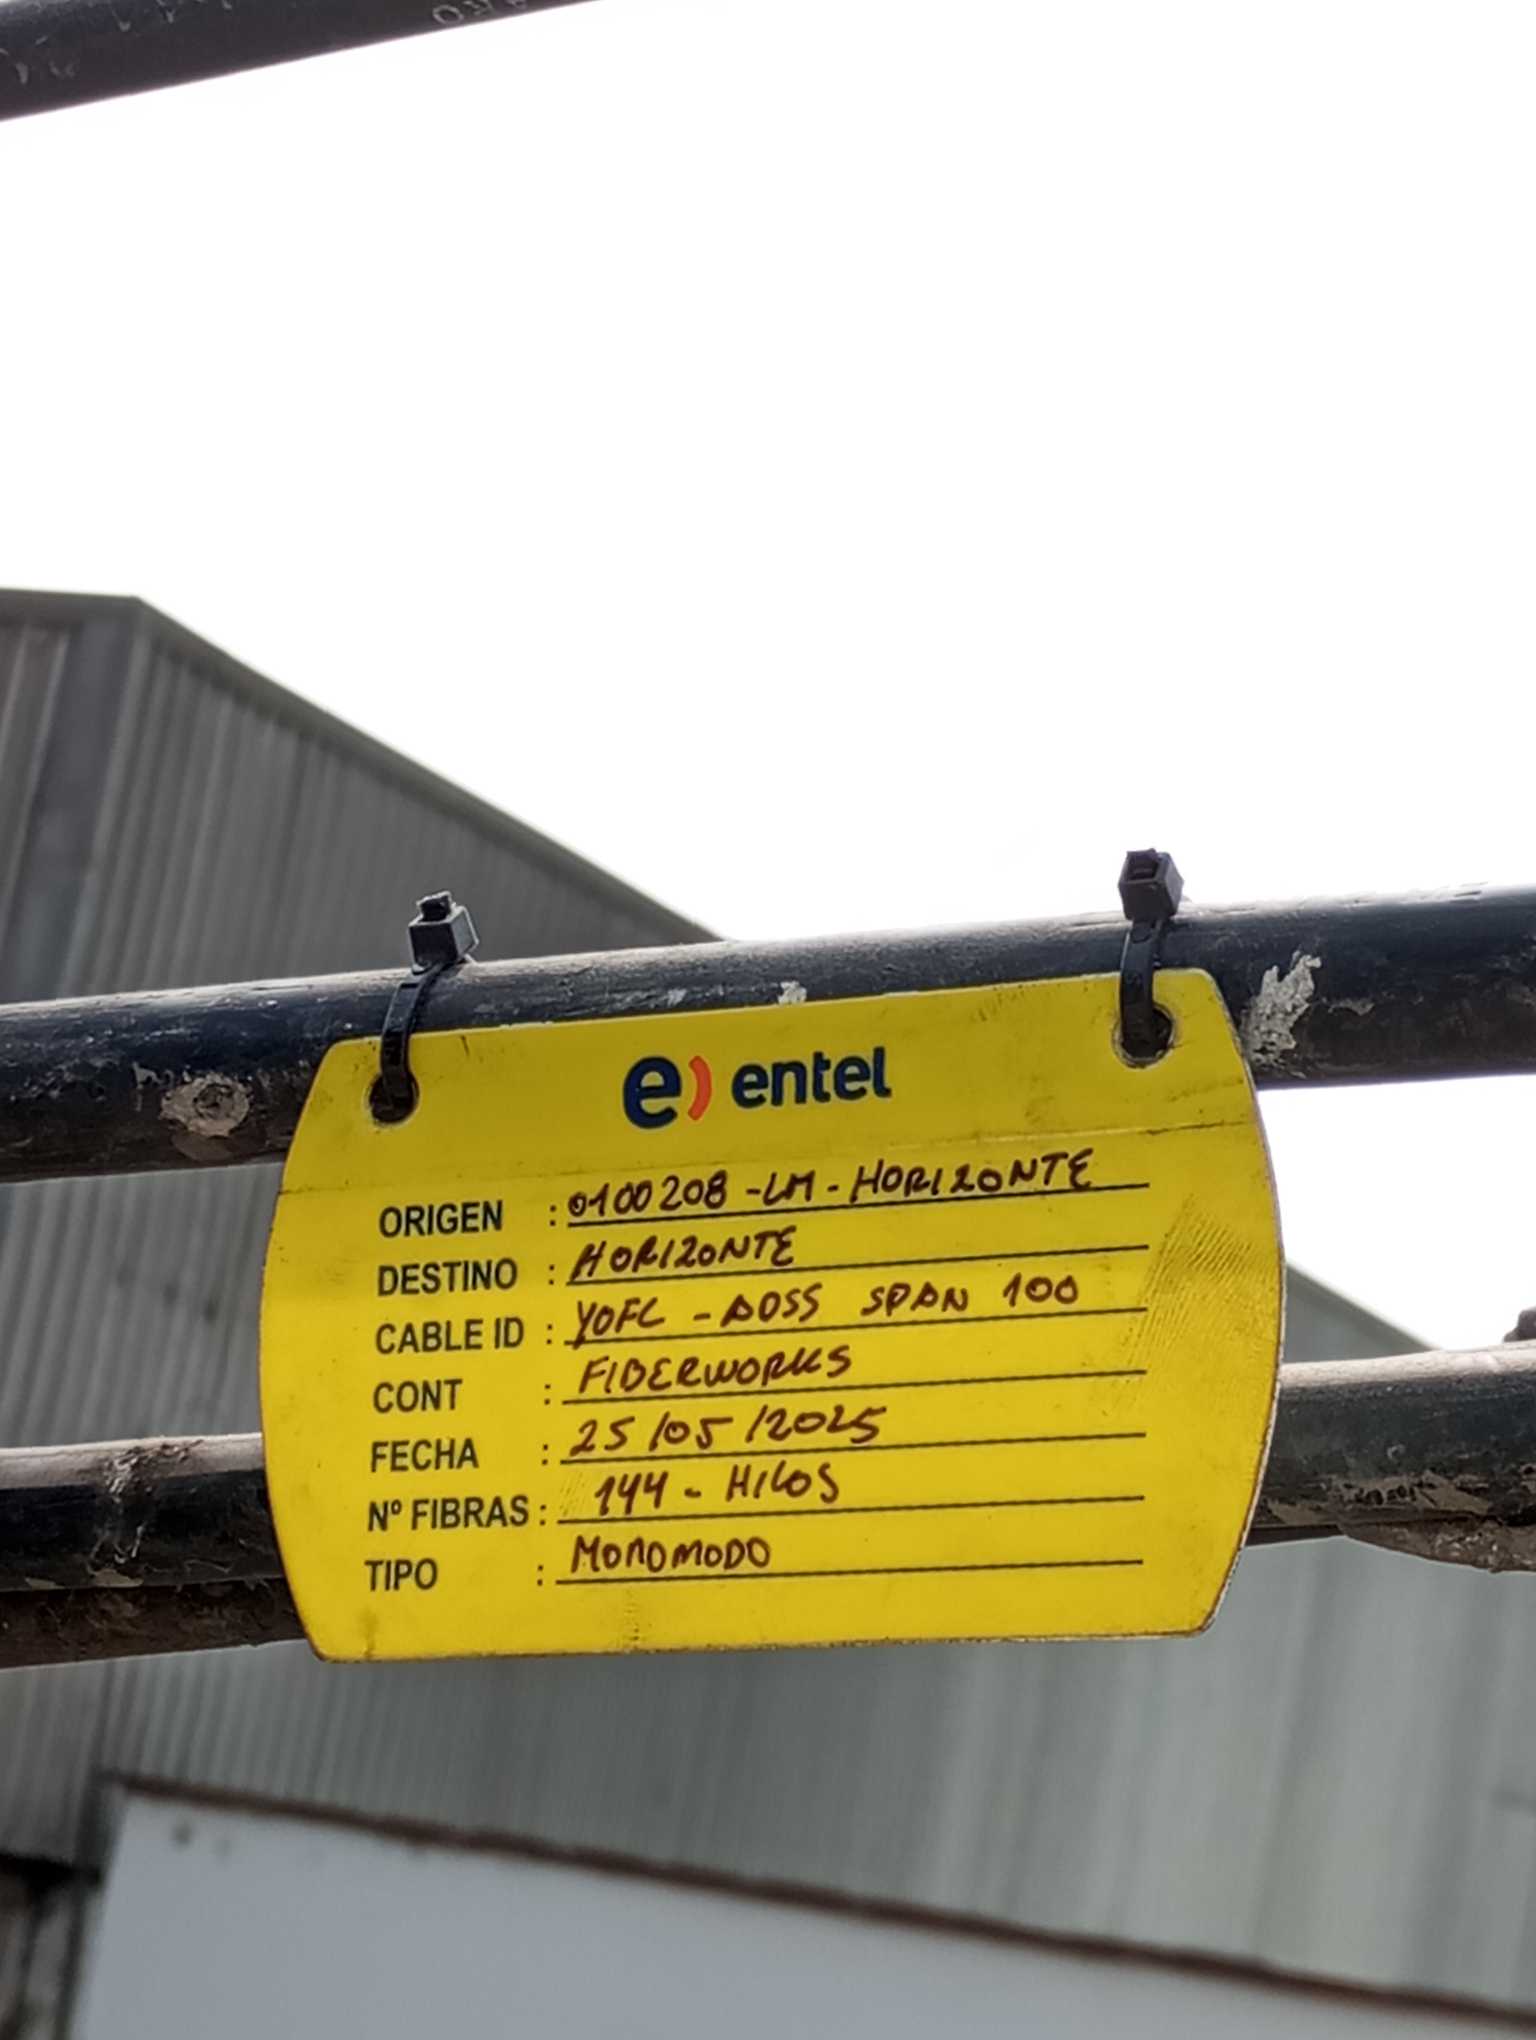 e) entel
ORIGEN : 0100208 - LM - HORIZONTE
DESTINO : HORIZONTE
CABLE ID : YOFC - ADSS SPAN 100
CONT : FIBERWORKS
FECHA : 25/05/2025
Nº FIBRAS : 144 - HILOS
TIPO : MONOMODO